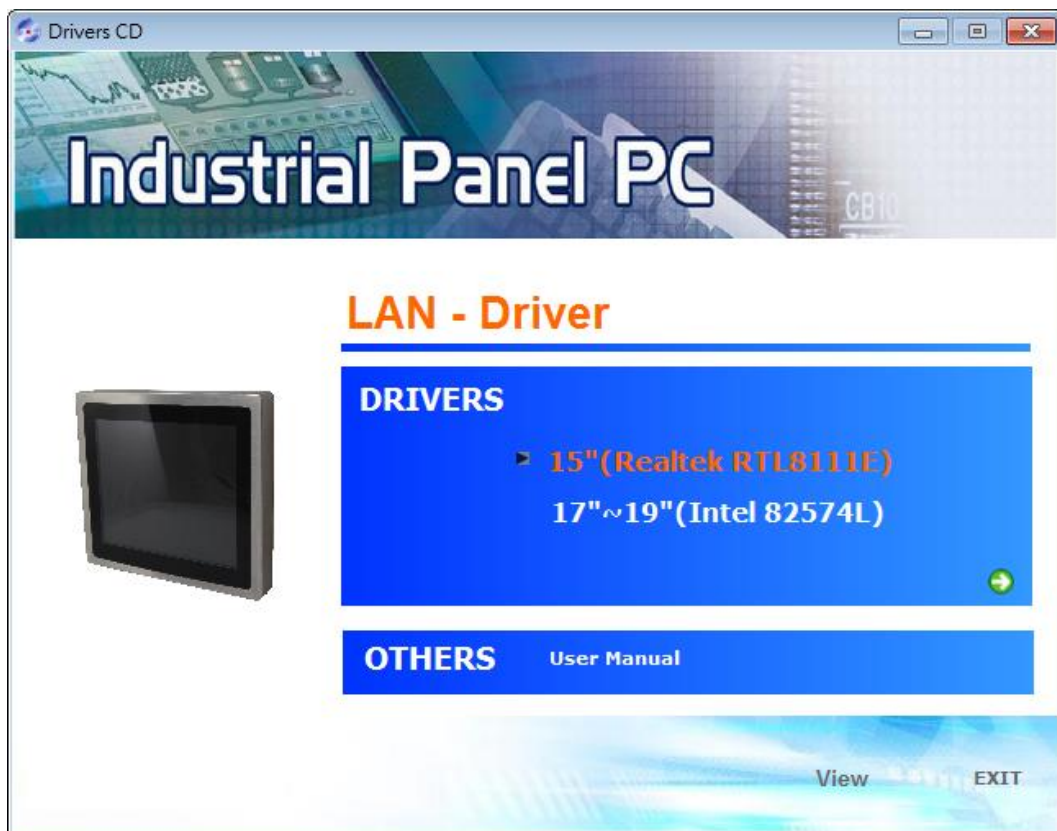 Drivers CD
Industrial Panel PC
CB10
LAN - Driver
DRIVERS
15"(Realtek RTL8111E)
17"~19"(Intel 82574L)
OTHERS User Manual
View EXIT